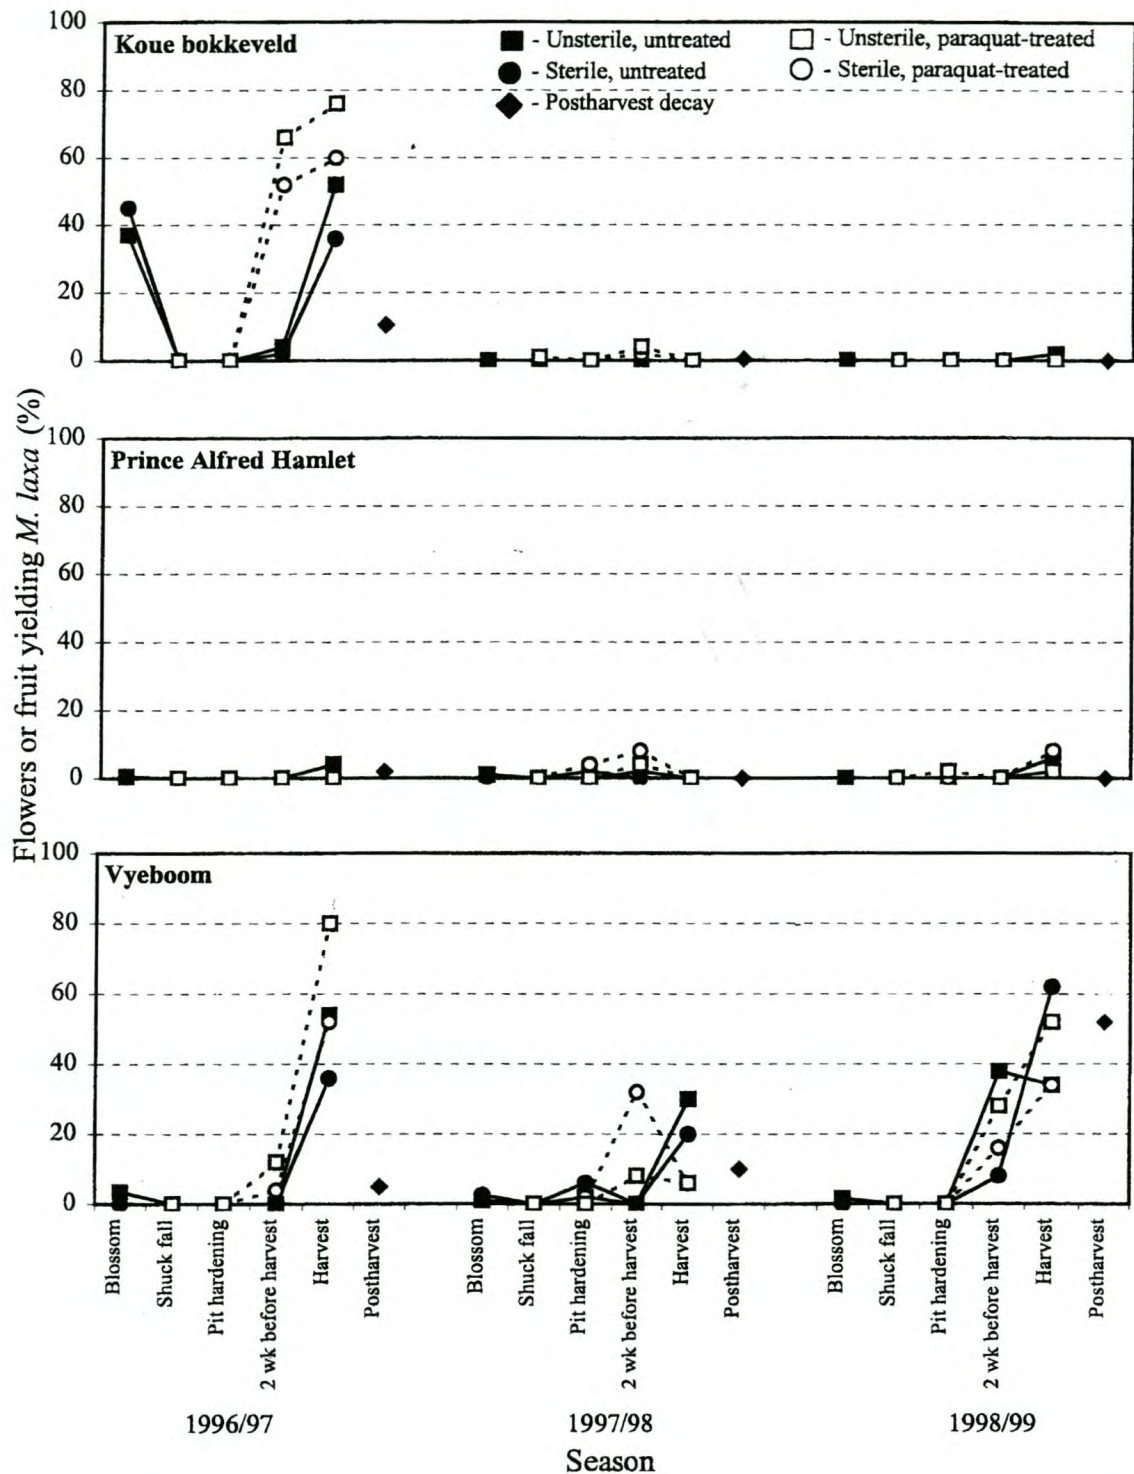 100
80
60
40
20
0
Koue bokkeveld
- Unsterile, untreated
- Unsterile, paraquat-treated
- Sterile, untreated
- Sterile, paraquat-treated
- Postharvest decay
Flowers or fruit yielding M. laxa (%)
100
80
60
40
20
0
Prince Alfred Hamlet
100
80
60
40
20
0
Vyeboom
Blossom
Shuck fall
Pit hardening
2 wk before harvest
Harvest
Postharvest
Blossom
Shuck fall
Pit hardening
2 wk before harvest
Harvest
Postharvest
Blossom
Shuck fall
Pit hardening
2 wk before harvest
Harvest
Postharvest
1996/97
1997/98
1998/99
Season